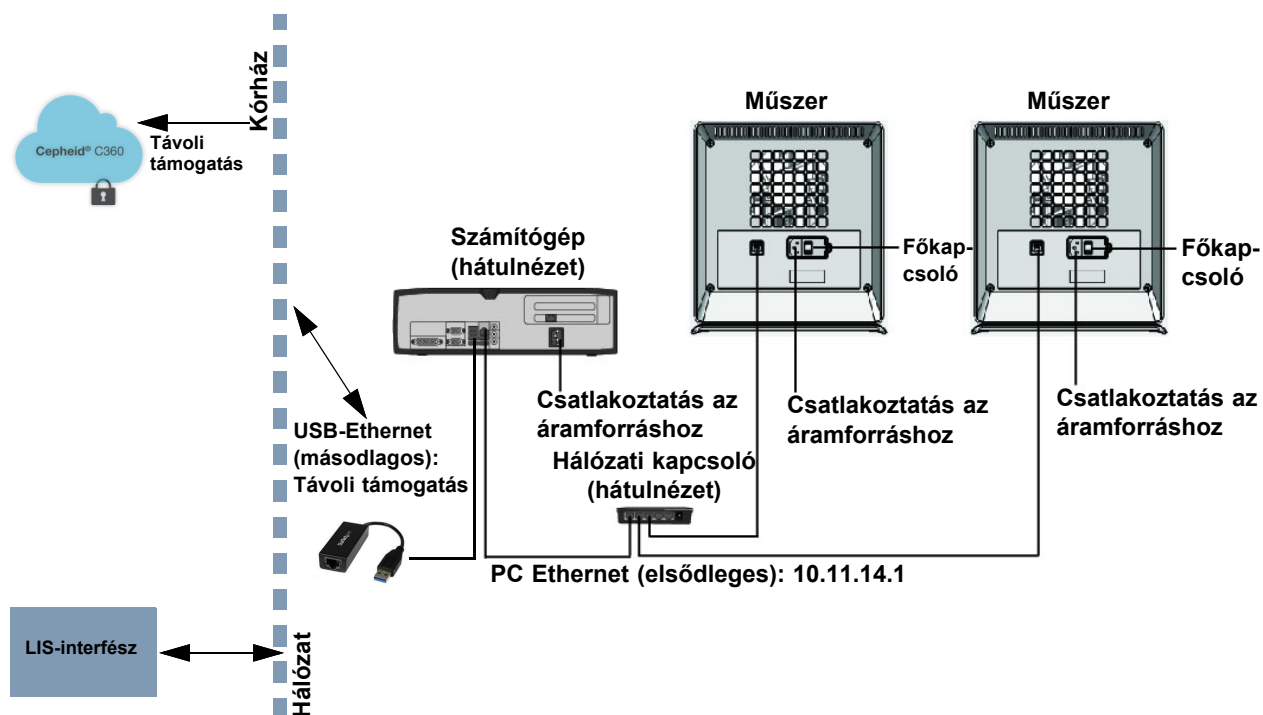 Kórház
Cepheid® C360
Távoli
támogatás
Műszer
Műszer
Számítógép
(hátulnézet)
Főkap-
csoló
Főkap-
csoló
Csatlakoztatás az
áramforráshoz
Csatlakoztatás az
áramforráshoz
Csatlakoztatás az
áramforráshoz
USB-Ethernet
(másodlagos):
Távoli támogatás
Hálózati kapcsoló
(hátulnézet)
StarTech
PC Ethernet (elsődleges): 10.11.14.1
LIS-interfész
Hálózat